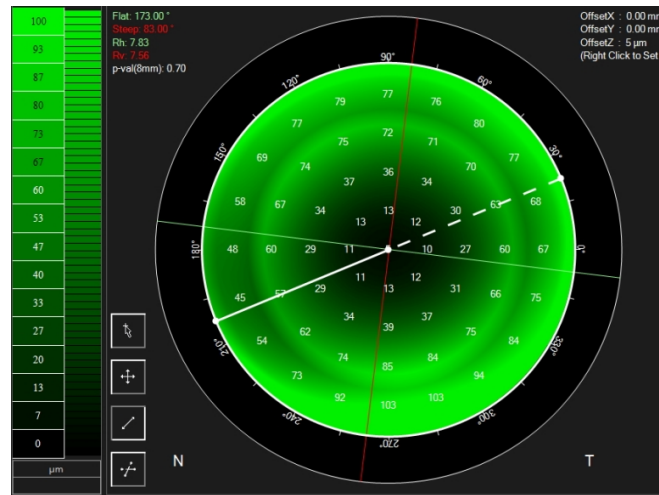 100
93
87
80
73
67
60
53
47
40
33
27
20
13
7
0
µm
Flat: 173.00 °
Steep: 83.00 °
Rh: 7.83
Rv: 7.56
p-val(8mm): 0.70
OffsetX : 0.00 mm
OffsetY : 0.00 mm
OffsetZ : 5 µm
(Right Click to Set
90°
120° 60°
77
79 76
77 80
150° 72 30°
75 71
69 74 70 77
36
37 34
58 67 34 13 30 63 68
13 12
180° 48 60 29 11 10 27 60 67 0°
11 12
45 57 29 13 31 66 75
34 37
39
54 62 75 84
210° 74 84 330°
85
73 94
92 103
103
240° 300°
270°
N T